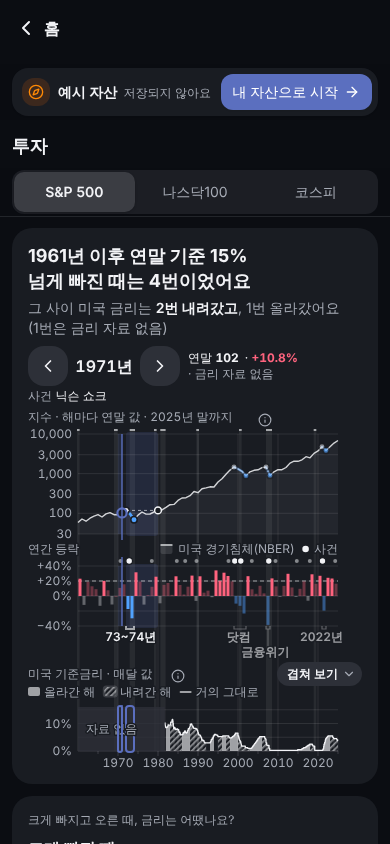 홈
예시 자산 저장되지 않아요 내 자산으로 시작
투자
S&P 500 나스닥100 코스피
1961년 이후 연말 기준 15%
넘게 빠진 때는 4번이었어요
그 사이 미국 금리는 2번 내려갔고, 1번 올라갔어요
(1번은 금리 자료 없음)
1971년
연말 102 · +10.8%
· 금리 자료 없음
사건 닉슨 쇼크
지수 · 해마다 연말 값 · 2025년 말까지
10,000
3,000
1,000
300
100
30
연간 등락 미국 경기침체(NBER) 사건
+40%
+20%
0%
−40%
73~74년 닷컴 2022년
금융위기
미국 기준금리 · 매달 값 겹쳐 보기
올라간 해 내려간 해 거의 그대로
10%
자료 없음
0%
1970 1980 1990 2000 2010 2020
크게 빠지고 오른 때, 금리는 어땠나요?